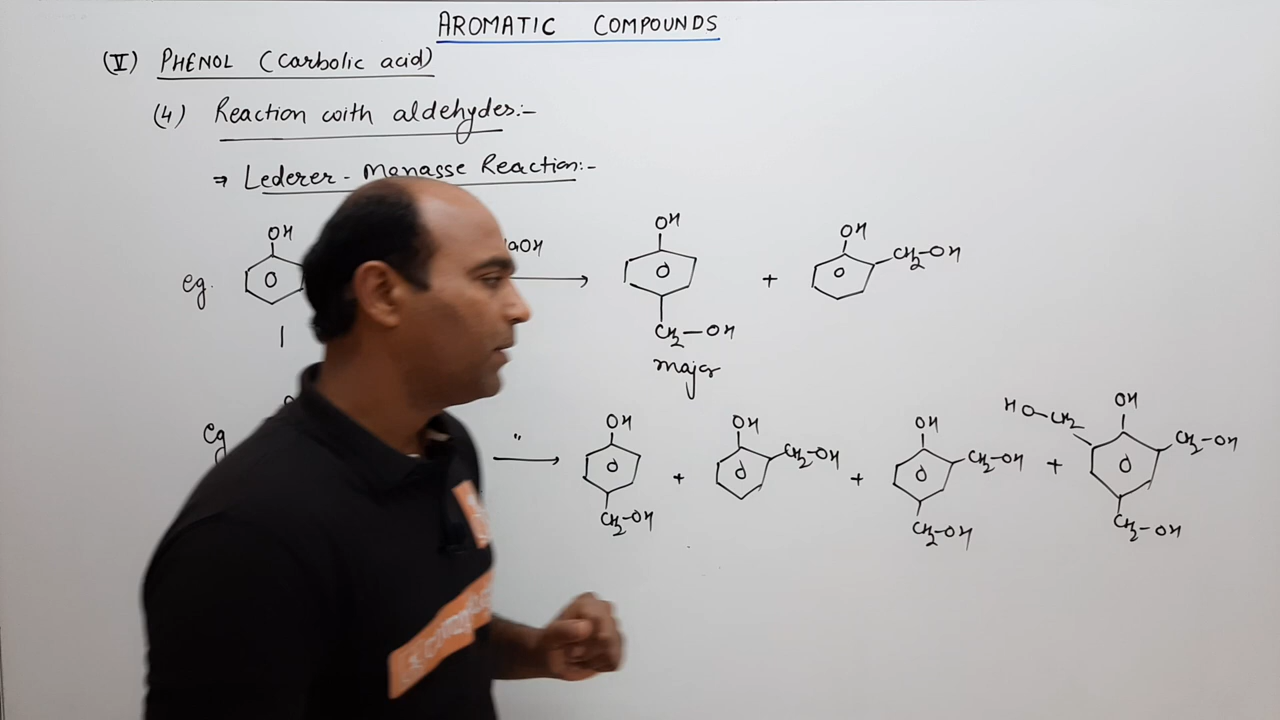 AROMATIC COMPOUNDS
(V) PHENOL (Carbolic acid)
(4) Reaction with aldehydes:-
⇒ Lederer - Manasse Reaction:-
eg. OH OH + OH CH2-OH
CH2-OH
major
eg " OH + OH CH2-OH + OH CH2-OH + HO-CH2 OH CH2-OH
CH2-OH CH2-OH CH2-OH